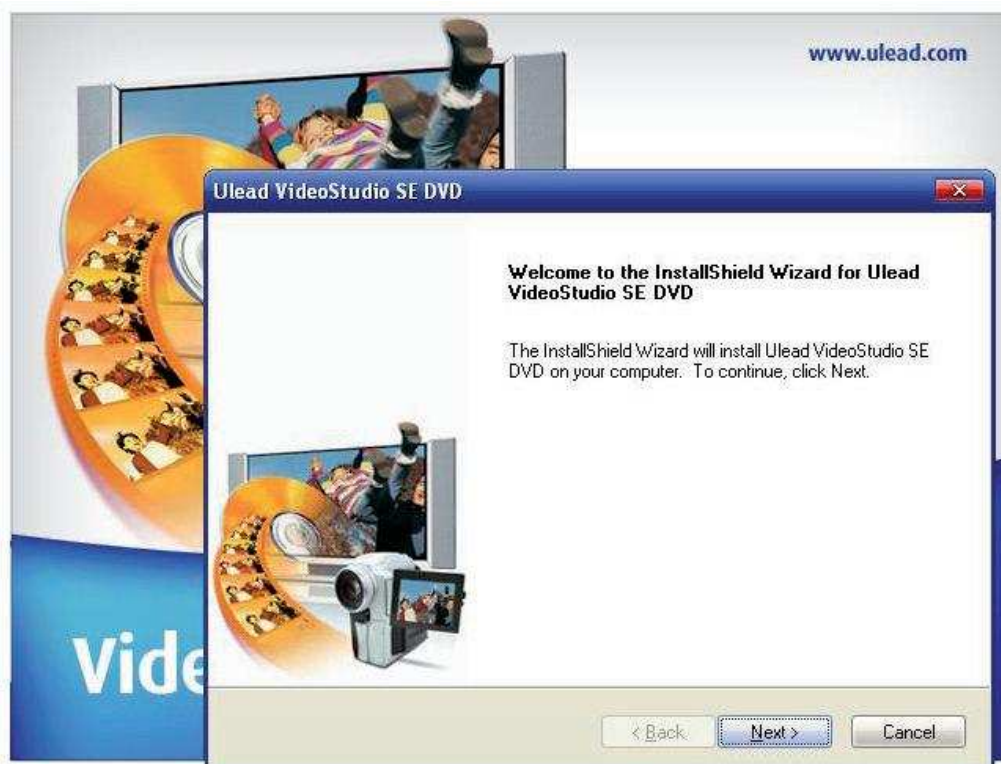 www.ulead.com
Ulead VideoStudio SE DVD
Welcome to the InstallShield Wizard for Ulead
VideoStudio SE DVD
The InstallShield Wizard will install Ulead VideoStudio SE
DVD on your computer. To continue, click Next.
Vide
< Back
Next >
Cancel